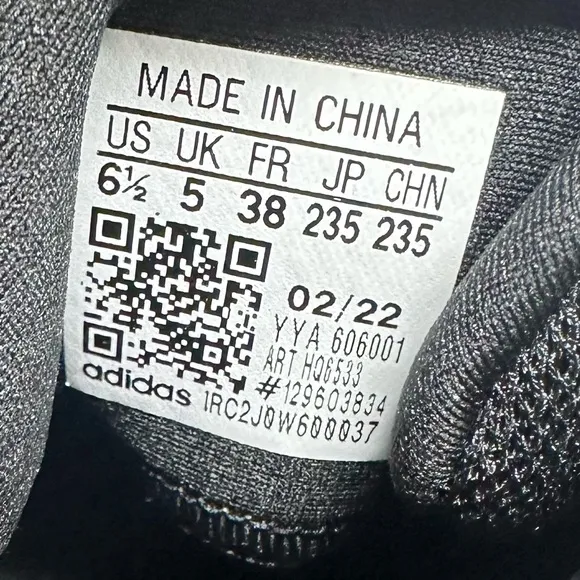 MADE IN CHINA
US UK FR JP CHN
6½ 5 38 235 235
02/22
YYA 606001
ART HQ6533
#129603834
adidas 1RC2J0W600037